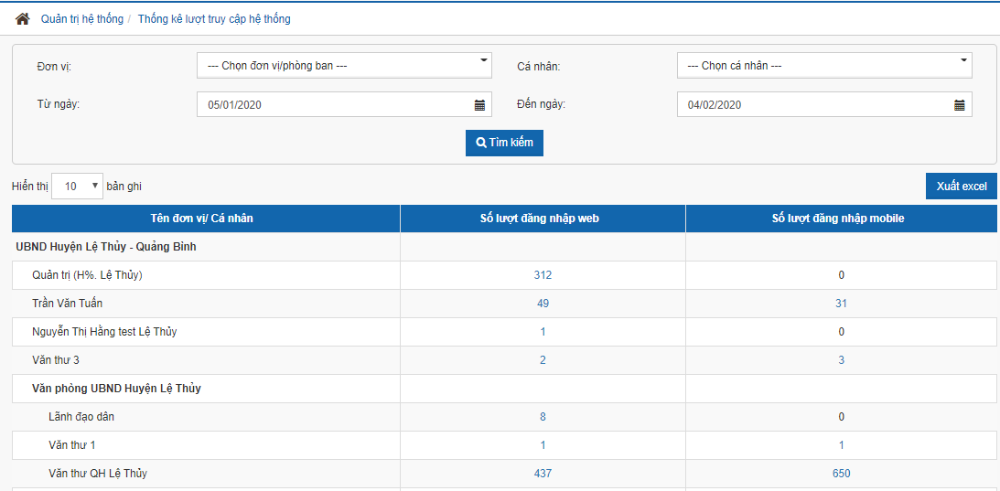 Quản trị hệ thống / Thống kê lượt truy cập hệ thống
Đơn vị: --- Chọn đơn vị/phòng ban --- Cá nhân: --- Chọn cá nhân ---
Từ ngày: 05/01/2020 Đến ngày: 04/02/2020
Tìm kiếm
Hiển thị 10 bản ghi Xuất excel
Tên đơn vị/ Cá nhân Số lượt đăng nhập web Số lượt đăng nhập mobile
UBND Huyện Lệ Thủy - Quảng Bình
Quản trị (H%. Lệ Thủy) 312 0
Trần Văn Tuấn 49 31
Nguyễn Thị Hằng test Lệ Thủy 1 0
Văn thư 3 2 3
Văn phòng UBND Huyện Lệ Thủy
Lãnh đạo dân 8 0
Văn thư 1 1 1
Văn thư QH Lệ Thủy 437 650